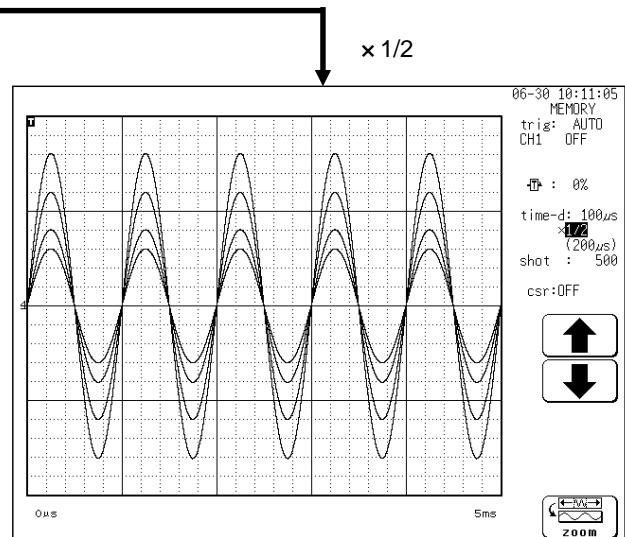 × 1/2
06-30 10:11:05
MEMORY
trig: AUTO
CH1 OFF
T
T : 0%
time-d: 100µs
×1/2
(200µs)
shot : 500
csr:OFF
4
0µs
5ms
zoom